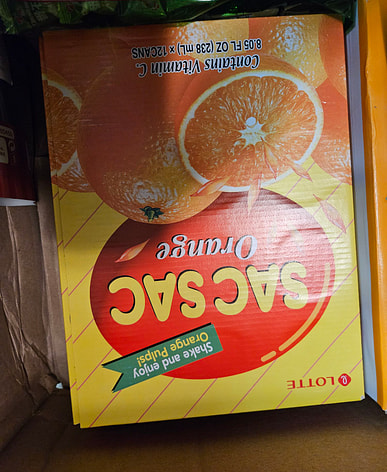 LOTTE
Shake and enjoy
Orange Pulps!
SAC SAC
Orange
Contains Vitamin C.
8.05 FL OZ (238 mL) x 12CANS